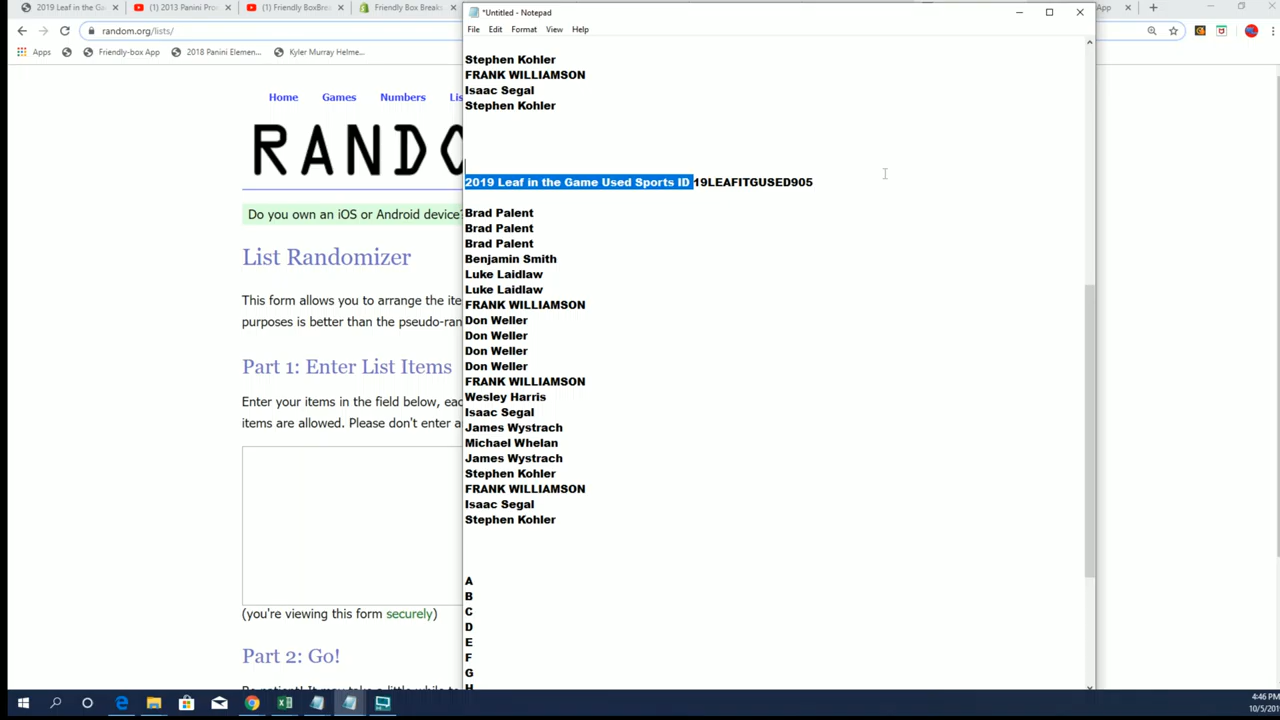 2019 Leaf in the Ga
(1) 2013 Panini Pro
(1) Friendly BoxBre
Friendly Box Breaks
App
random.org/lists/
Apps
Friendly-box App
2018 Panini Elemen...
Kyler Murray Helme...
*Untitled - Notepad
File Edit Format View Help
Stephen Kohler
FRANK WILLIAMSON
Isaac Segal
Stephen Kohler
2019 Leaf in the Game Used Sports ID 19LEAFITGUSED905
Brad Palent
Brad Palent
Brad Palent
Benjamin Smith
Luke Laidlaw
Luke Laidlaw
FRANK WILLIAMSON
Don Weller
Don Weller
Don Weller
Don Weller
FRANK WILLIAMSON
Wesley Harris
Isaac Segal
James Wystrach
Michael Whelan
James Wystrach
Stephen Kohler
FRANK WILLIAMSON
Isaac Segal
Stephen Kohler
A
B
C
D
E
F
G
H
Home Games Numbers Lis
RANDO
Do you own an iOS or Android device?
List Randomizer
This form allows you to arrange the ite
purposes is better than the pseudo-ran
Part 1: Enter List Items
Enter your items in the field below, eac
items are allowed. Please don't enter a
(you're viewing this form securely)
Part 2: Go!
4:46 PM
10/5/201